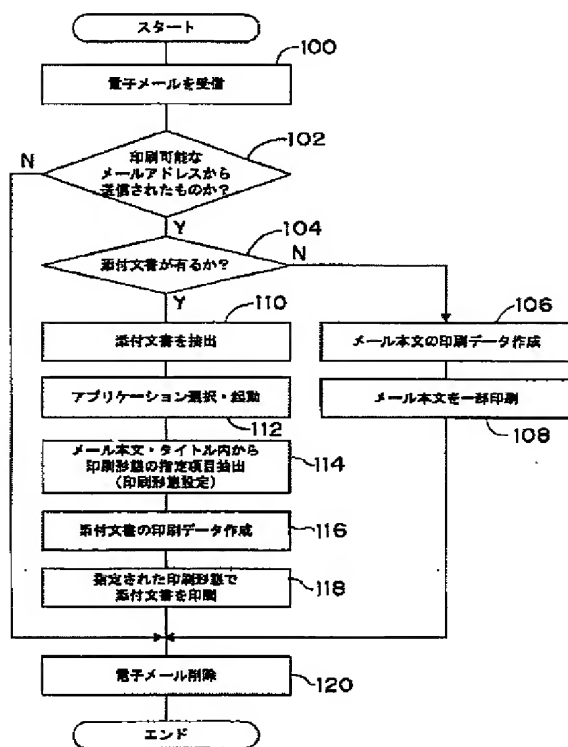 スタート
100
電子メールを受信
102
印刷可能な
メールアドレスから
送信されたものか?
N
Y
104
添付文書が有るか?
N
Y
110
添付文書を抽出
106
メール本文の印刷データ作成
アプリケーション選択・起動
112
メール本文を一部印刷
108
メール本文・タイトル内から
印刷形態の指定項目抽出
(印刷形態設定)
114
添付文書の印刷データ作成
116
指定された印刷形態で
添付文書を印刷
118
電子メール削除
120
エンド